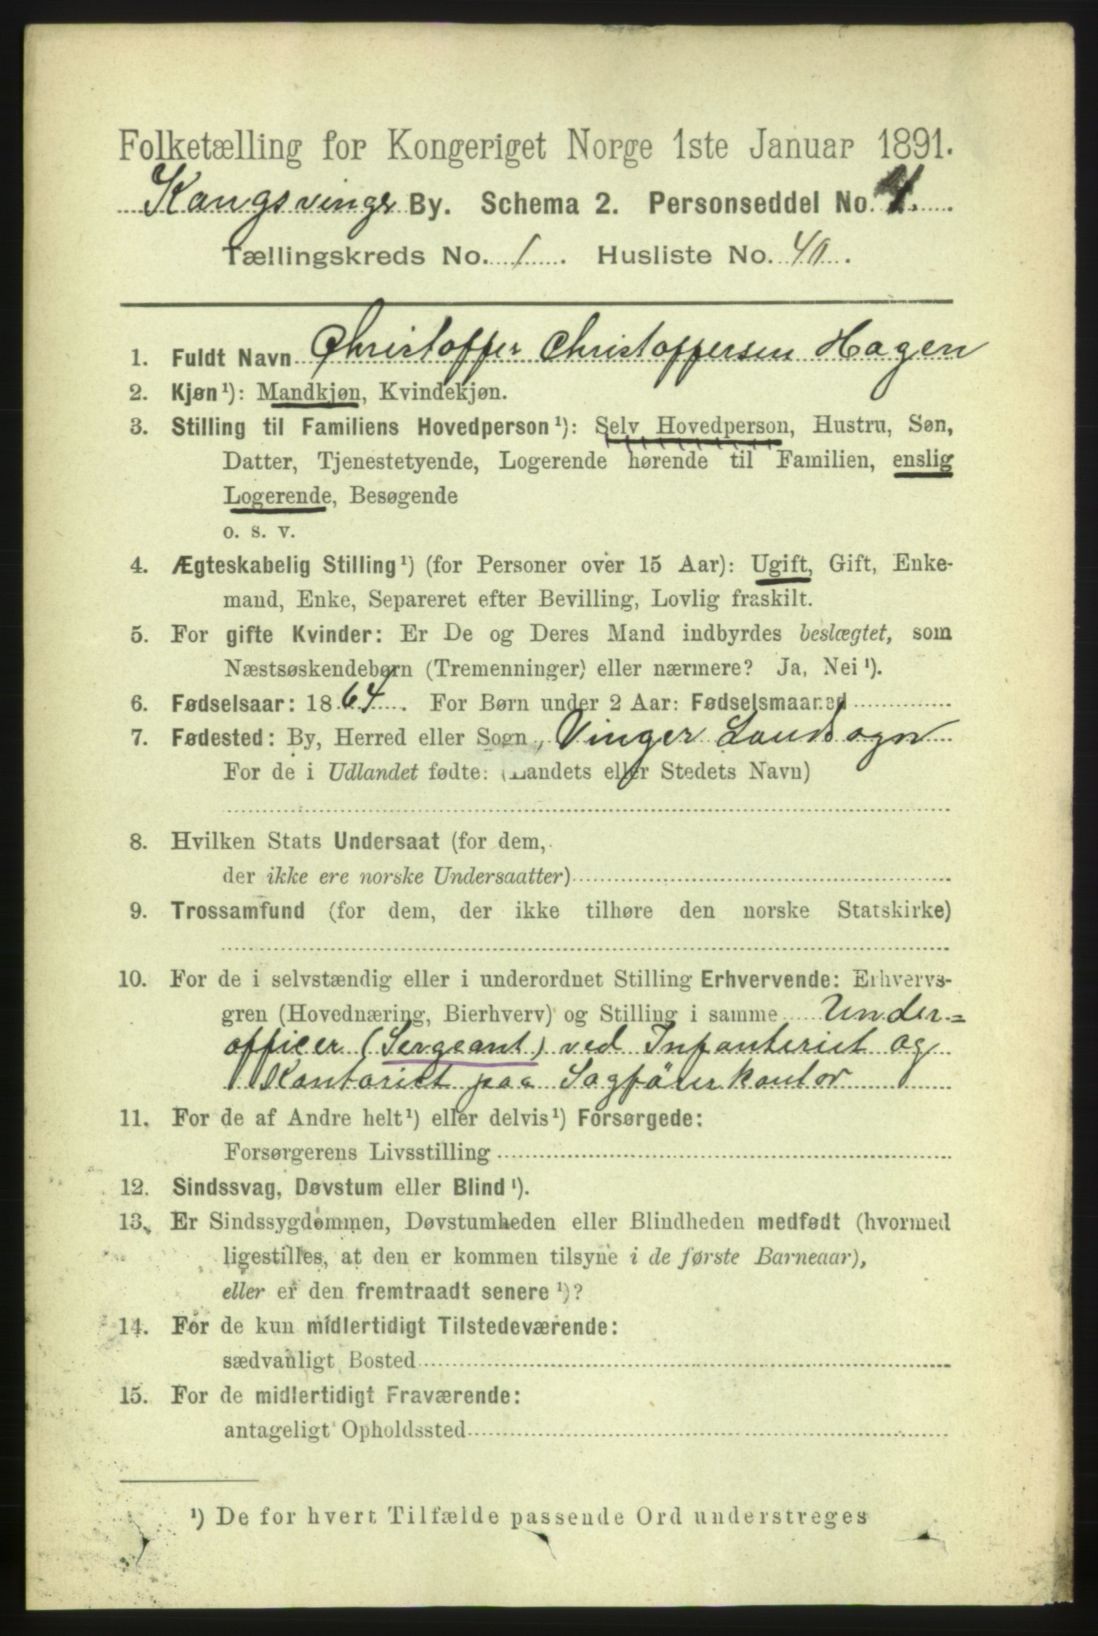 Folketælling for Kongeriget Norge 1ste Januar 1891.
Kongsvinger By. Schema 2. Personseddel No. 4.
Tællingskreds No. 1. Husliste No. 40.
1. Fuldt Navn Christoffer Christoffersen Hagen
2. Kjøn¹): Mandkjøn, Kvindekjøn.
3. Stilling til Familiens Hovedperson¹): Selv Hovedperson, Hustru, Søn,
Datter, Tjenestetyende, Logerende hørende til Familien, enslig
Logerende, Besøgende
o. s. v.
4. Ægteskabelig Stilling¹) (for Personer over 15 Aar): Ugift, Gift, Enke-
mand, Enke, Separeret efter Bevilling, Lovlig fraskilt.
5. For gifte Kvinder: Er De og Deres Mand indbyrdes beslægtet, som
Næstsøskendebørn (Tremenninger) eller nærmere? Ja, Nei¹).
6. Fødselsaar: 1864. For Børn under 2 Aar: Fødselsmaaned
7. Fødested: By, Herred eller Sogn, Vinger Landsogn
For de i Udlandet fødte: (Landets eller Stedets Navn)
8. Hvilken Stats Undersaat (for dem,
der ikke ere norske Undersaatter)
9. Trossamfund (for dem, der ikke tilhøre den norske Statskirke)
10. For de i selvstændig eller i underordnet Stilling Erhvervende: Erhvervs-
gren (Hovednæring, Bierhverv) og Stilling i samme Under-
officer (Sergeant) ved Infanteriet og
Kontorist paa Sagförerkontor
11. For de af Andre helt¹) eller delvis¹) Forsørgede:
Forsørgerens Livsstilling
12. Sindssvag, Døvstum eller Blind¹).
13. Er Sindssygdommen, Døvstumheden eller Blindheden medfødt (hvormed
ligestilles, at den er kommen tilsyne i de første Barneaar),
eller er den fremtraadt senere¹)?
14. For de kun midlertidigt Tilstedeværende:
sædvanligt Bosted
15. For de midlertidigt Fraværende:
antageligt Opholdssted
¹) De for hvert Tilfælde passende Ord understreges